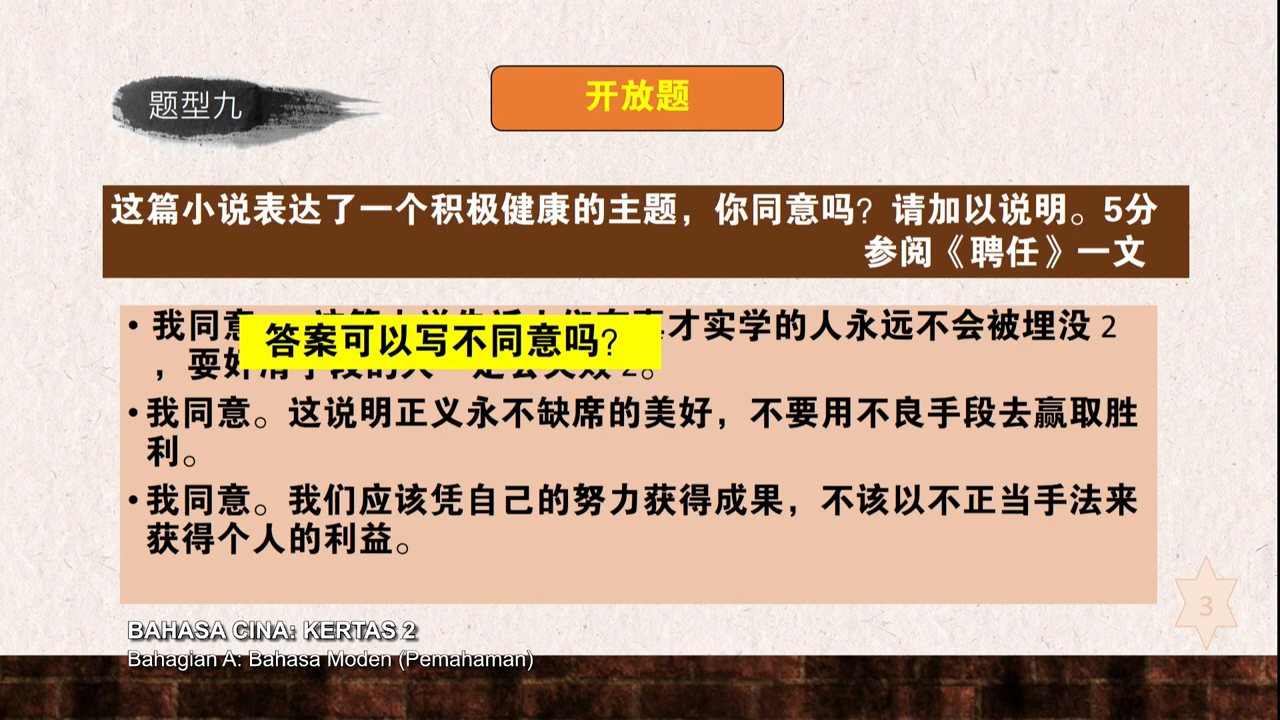 题型九
开放题
这篇小说表达了一个积极健康的主题，你同意吗？请加以说明。5分
参阅《聘任》一文
• 我同意 才实学的人永远不会被埋没 2
答案可以写不同意吗？
，耍奸 2。
• 我同意。这说明正义永不缺席的美好，不要用不良手段去赢取胜
利。
• 我同意。我们应该凭自己的努力获得成果，不该以不正当手法来
获得个人的利益。
3
BAHASA CINA: KERTAS 2
Bahagian A: Bahasa Moden (Pemahaman)